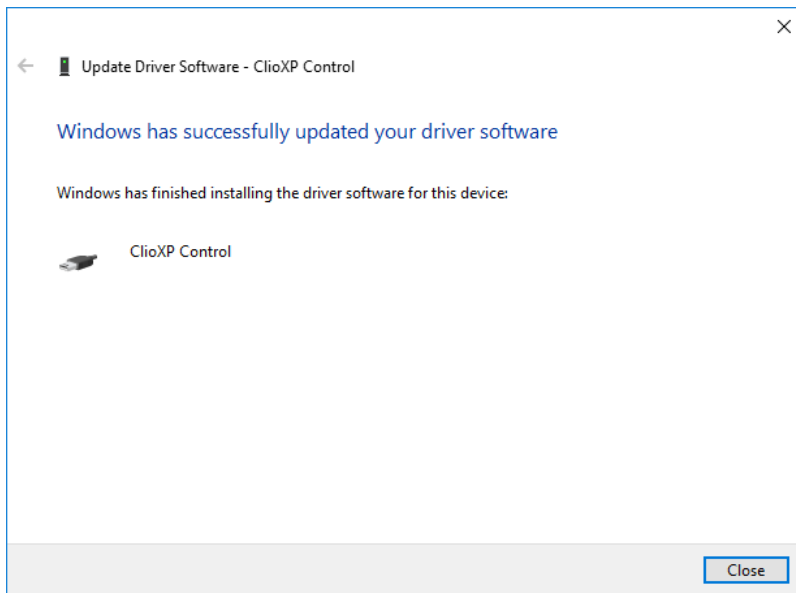 Update Driver Software - ClioXP Control
Windows has successfully updated your driver software
Windows has finished installing the driver software for this device:
ClioXP Control
Close